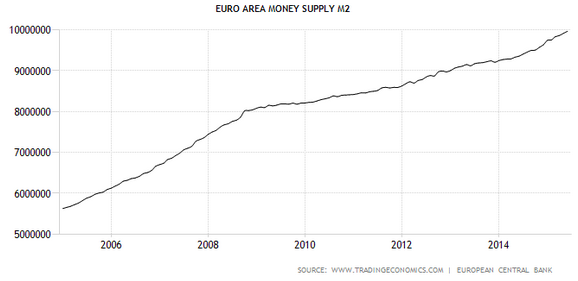 EURO AREA MONEY SUPPLY M2
10000000
9000000
8000000
7000000
6000000
5000000
2006 2008 2010 2012 2014
SOURCE: WWW.TRADINGECONOMICS.COM | EUROPEAN CENTRAL BANK